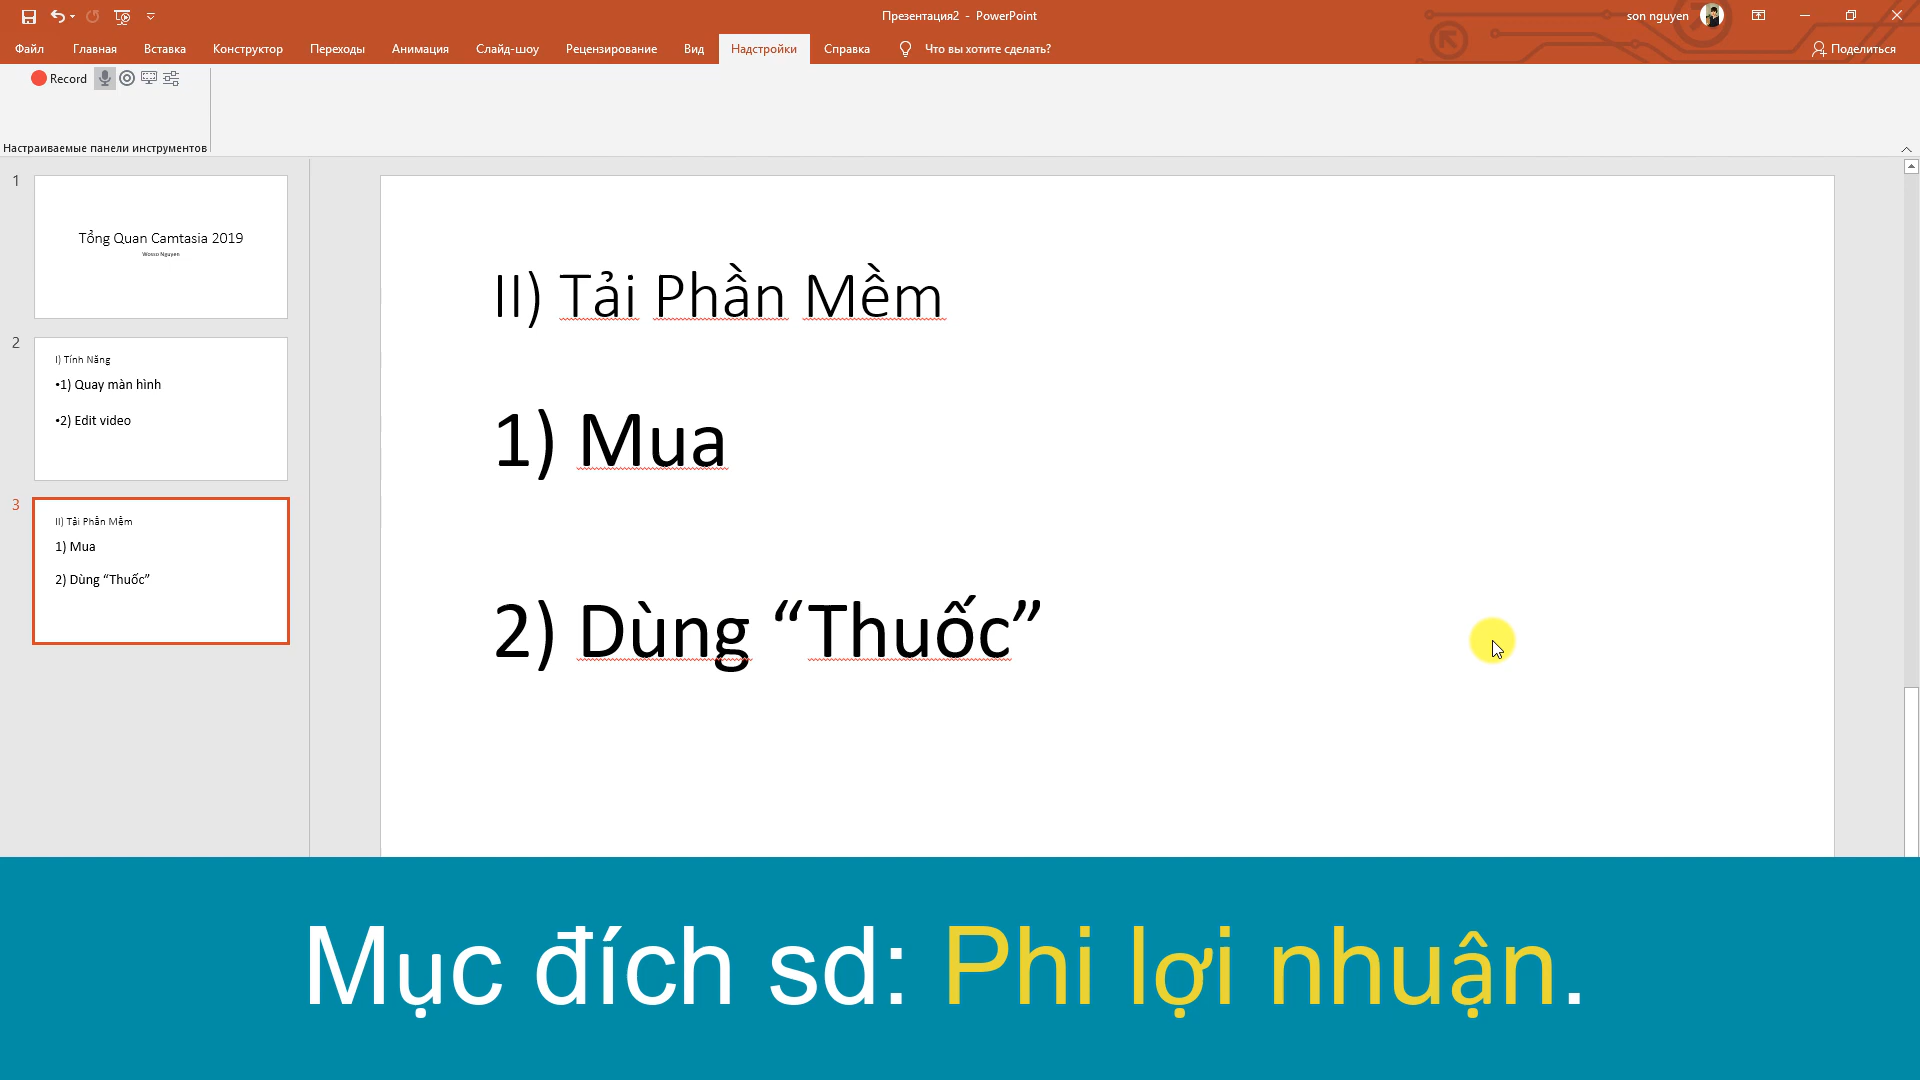 Презентация2 - PowerPoint
son nguyen
Файл Главная Вставка Конструктор Переходы Анимация Слайд-шоу Рецензирование Вид Надстройки Справка Что вы хотите сделать? Поделиться
Record
Настраиваемые панели инструментов
1
Tổng Quan Camtasia 2019
Wosso Nguyen
2
I) Tính Năng
•1) Quay màn hình
•2) Edit video
3
II) Tải Phần Mềm
1) Mua
2) Dùng “Thuốc”
II) Tải Phần Mềm
1) Mua
2) Dùng “Thuốc”
Mục đích sd: Phi lợi nhuận.